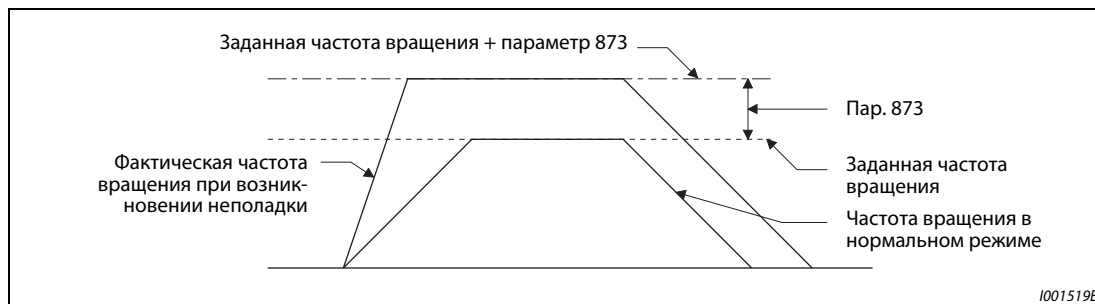 Заданная частота вращения + параметр 873
Пар. 873
Фактическая частота
вращения при возник-
новении неполадки
Заданная частота
вращения
Частота вращения в
нормальном режиме
I001519E